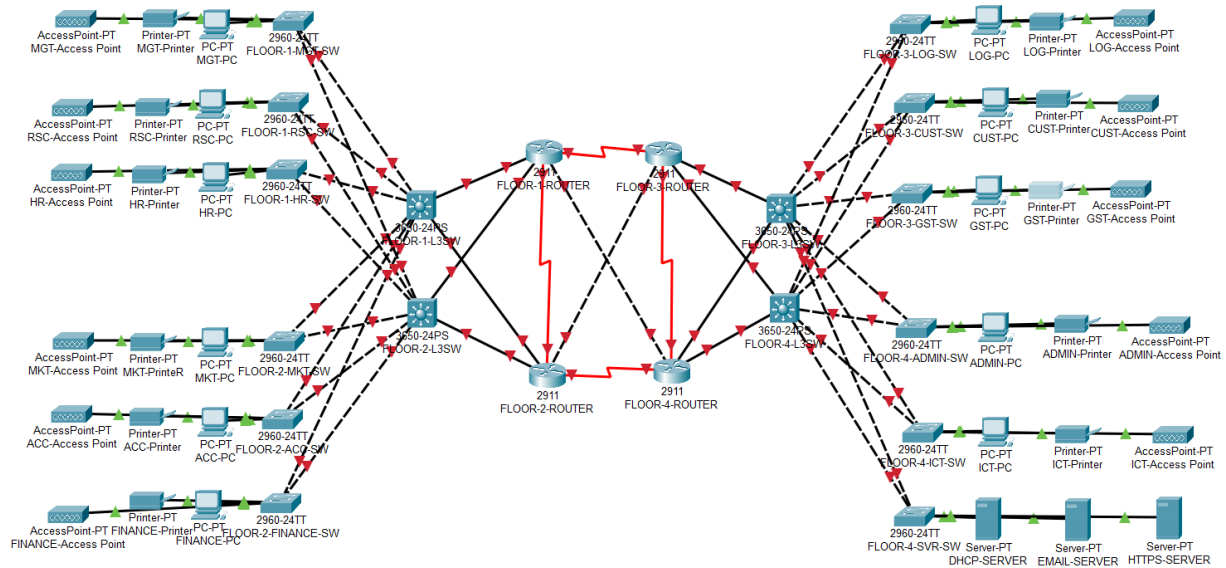 AccessPoint-PT
MGT-Access Point
Printer-PT
MGT-Printer
PC-PT
MGT-PC
2960-24TT
FLOOR-1-MGT-SW
AccessPoint-PT
RSC-Access Point
Printer-PT
RSC-Printer
PC-PT
RSC-PC
2960-24TT
FLOOR-1-RSC-SW
AccessPoint-PT
HR-Access Point
Printer-PT
HR-Printer
PC-PT
HR-PC
2960-24TT
FLOOR-1-HR-SW
AccessPoint-PT
MKT-Access Point
Printer-PT
MKT-PrinteR
PC-PT
MKT-PC
2960-24TT
FLOOR-2-MKT-SW
AccessPoint-PT
ACC-Access Point
Printer-PT
ACC-Printer
PC-PT
ACC-PC
2960-24TT
FLOOR-2-ACC-SW
AccessPoint-PT
FINANCE-Access Point
Printer-PT
FINANCE-Printer
PC-PT
FINANCE-PC
2960-24TT
FLOOR-2-FINANCE-SW
3650-24PS
FLOOR-1-L3SW
3650-24PS
FLOOR-2-L3SW
2911
FLOOR-1-ROUTER
2911
FLOOR-3-ROUTER
2911
FLOOR-2-ROUTER
2911
FLOOR-4-ROUTER
3650-24PS
FLOOR-3-L3SW
3650-24PS
FLOOR-4-L3SW
2960-24TT
FLOOR-3-LOG-SW
PC-PT
LOG-PC
Printer-PT
LOG-Printer
AccessPoint-PT
LOG-Access Point
2960-24TT
FLOOR-3-CUST-SW
PC-PT
CUST-PC
Printer-PT
CUST-Printer
AccessPoint-PT
CUST-Access Point
2960-24TT
FLOOR-3-GST-SW
PC-PT
GST-PC
Printer-PT
GST-Printer
AccessPoint-PT
GST-Access Point
2960-24TT
FLOOR-4-ADMIN-SW
PC-PT
ADMIN-PC
Printer-PT
ADMIN-Printer
AccessPoint-PT
ADMIN-Access Point
2960-24TT
FLOOR-4-ICT-SW
PC-PT
ICT-PC
Printer-PT
ICT-Printer
AccessPoint-PT
ICT-Access Point
2960-24TT
FLOOR-4-SVR-SW
Server-PT
DHCP-SERVER
Server-PT
EMAIL-SERVER
Server-PT
HTTPS-SERVER